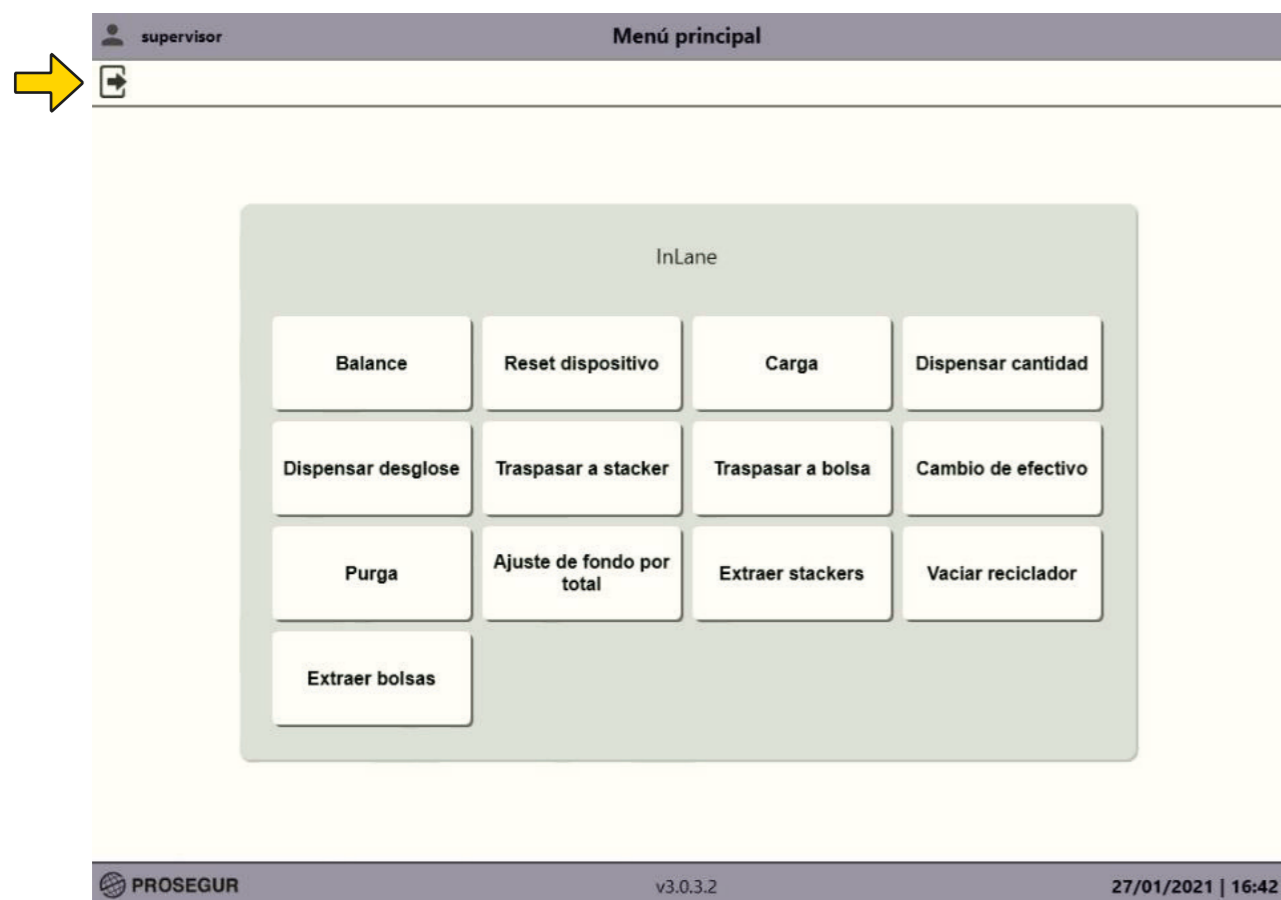 supervisor
Menú principal
InLane
Balance
Reset dispositivo
Carga
Dispensar cantidad
Dispensar desglose
Traspasar a stacker
Traspasar a bolsa
Cambio de efectivo
Purga
Ajuste de fondo por
total
Extraer stackers
Vaciar reciclador
Extraer bolsas
PROSEGUR
v3.0.3.2
27/01/2021 | 16:42